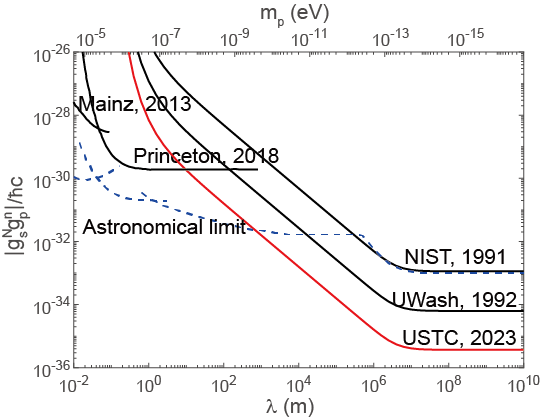 m_p (eV)
10^-5 10^-7 10^-9 10^-11 10^-13 10^-15
10^-26
Mainz, 2013
10^-28
Princeton, 2018
10^-30
|g_s^N g_p^n|/ħc
Astronomical limit
10^-32
NIST, 1991
UWash, 1992
10^-34
USTC, 2023
10^-36
10^-2 10^0 10^2 10^4 10^6 10^8 10^10
λ (m)